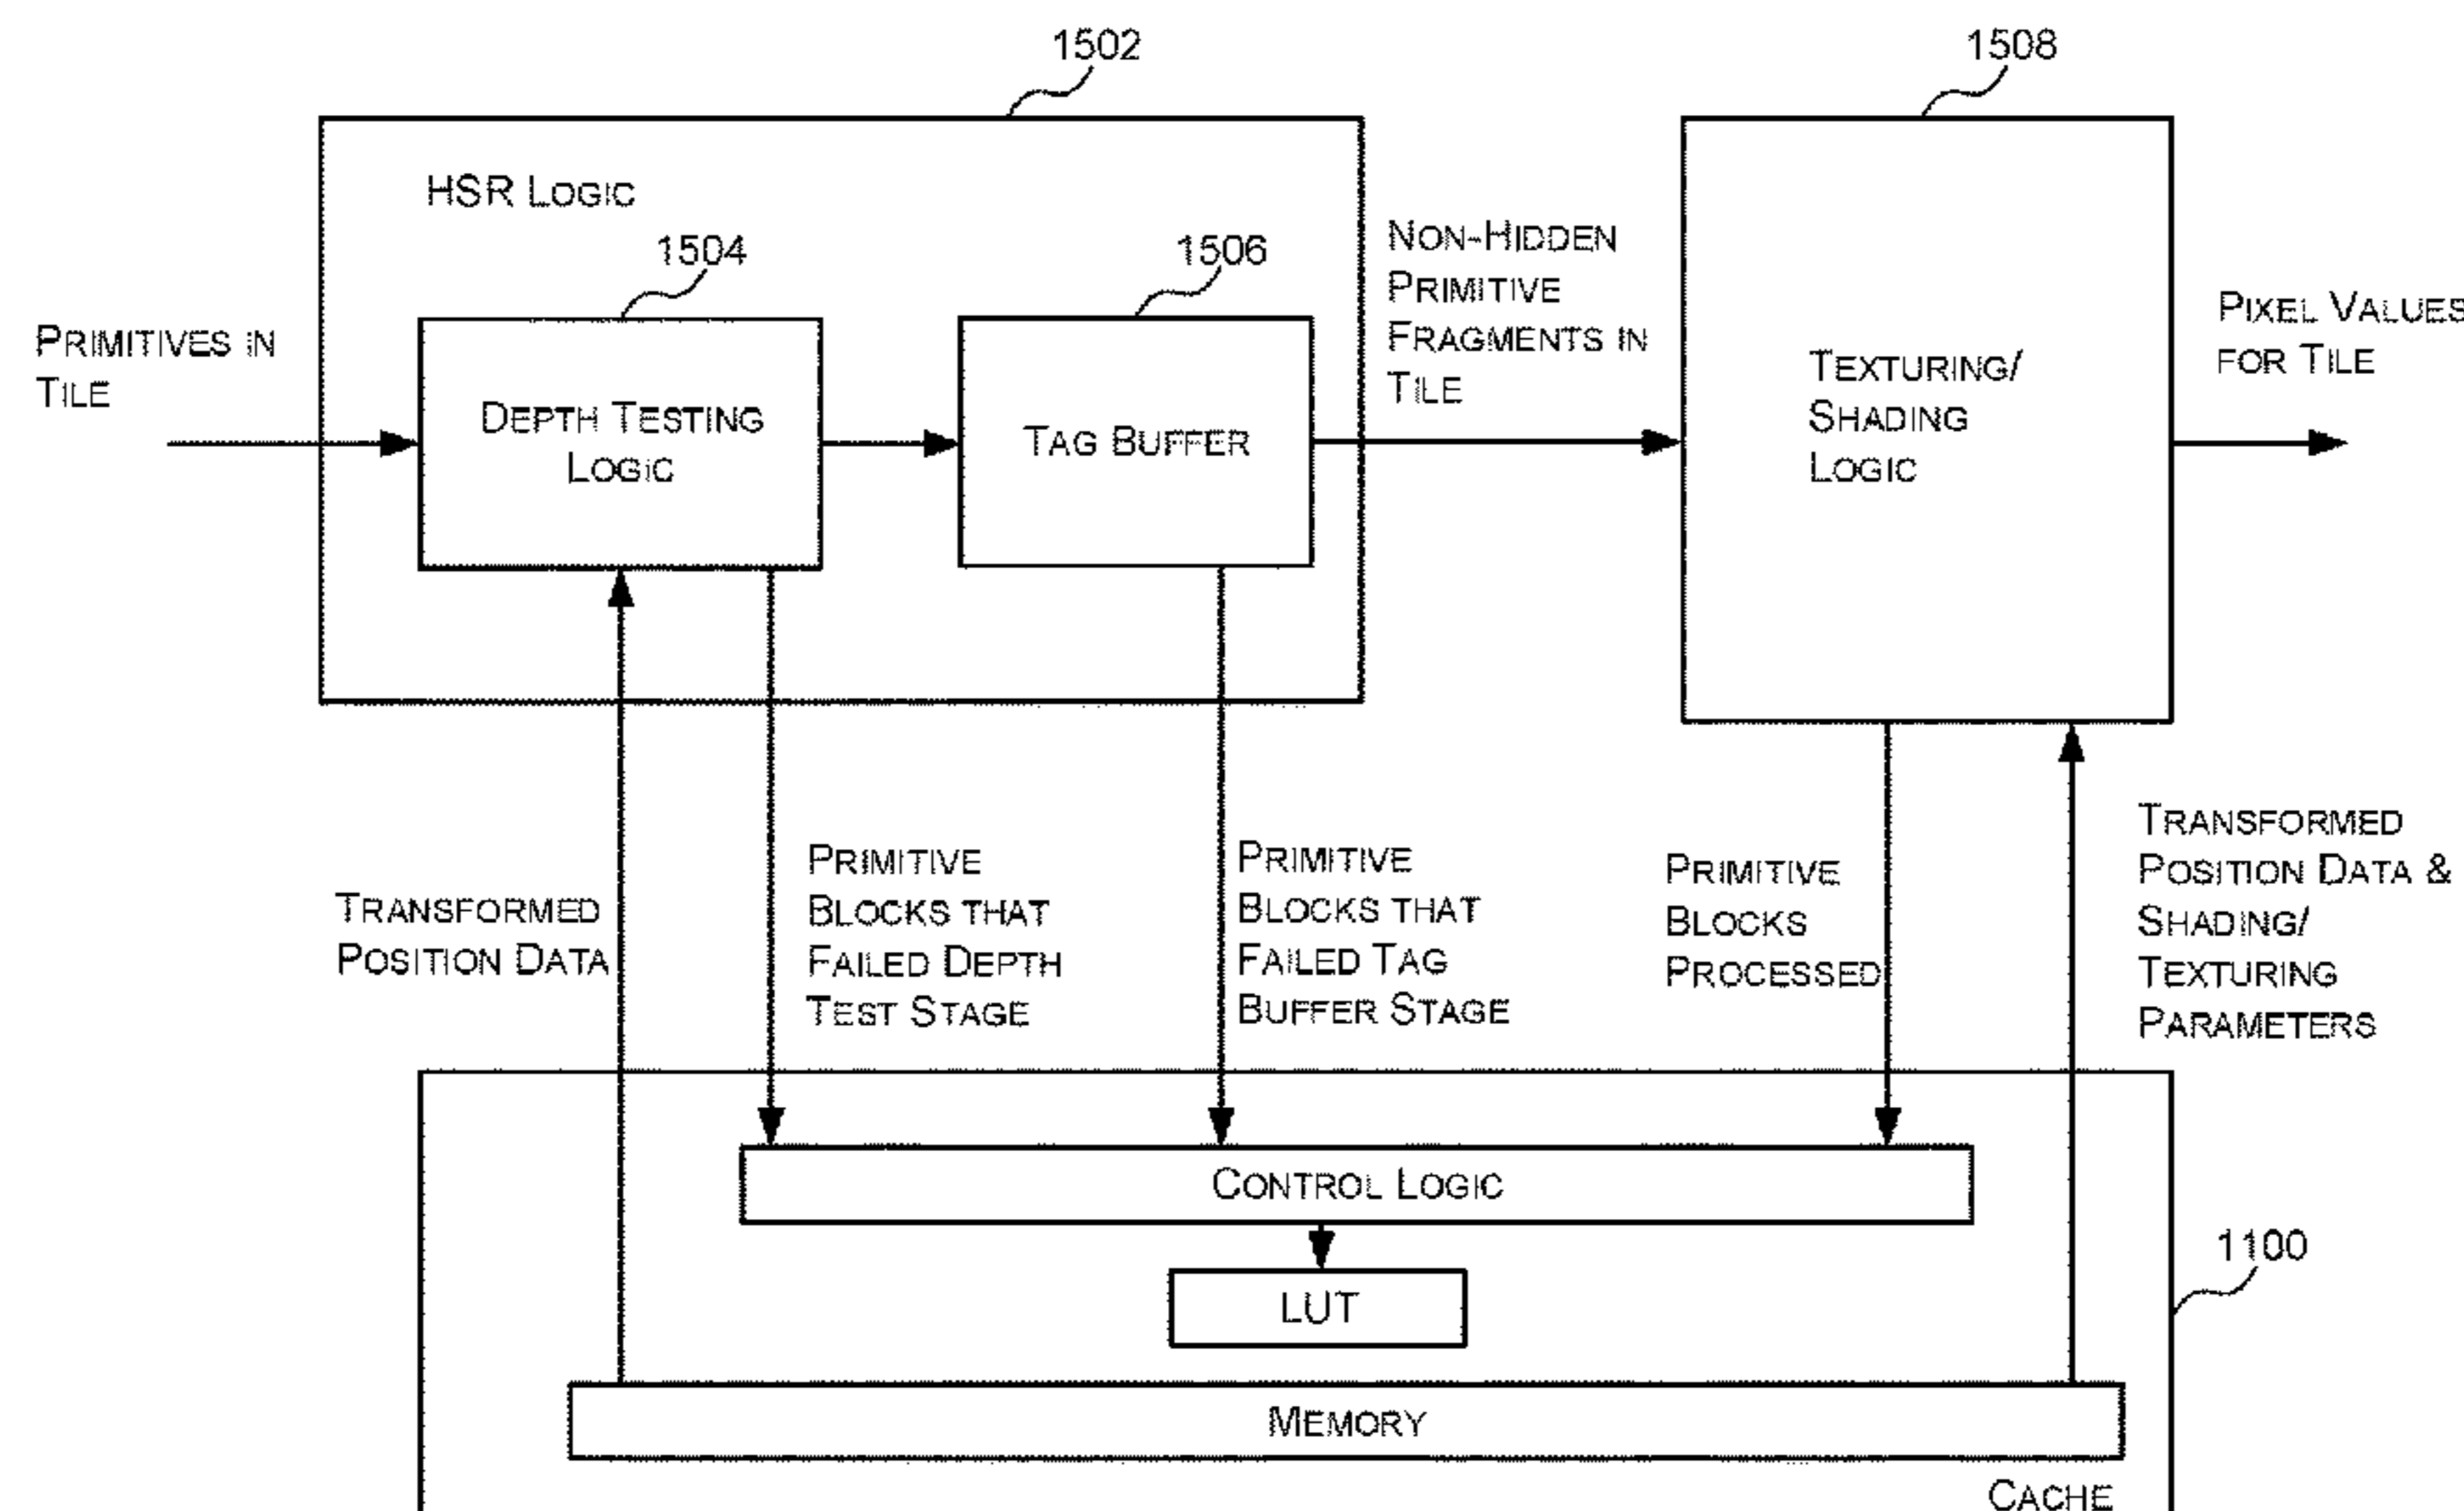 1502
1508
HSR LOGIC
1504
1506
PRIMITIVES IN
TILE
DEPTH TESTING
LOGIC
TAG BUFFER
NON-HIDDEN
PRIMITIVE
FRAGMENTS IN
TILE
TEXTURING/
SHADING
LOGIC
PIXEL VALUES
FOR TILE
TRANSFORMED
POSITION DATA
PRIMITIVE
BLOCKS THAT
FAILED DEPTH
TEST STAGE
PRIMITIVE
BLOCKS THAT
FAILED TAG
BUFFER STAGE
PRIMITIVE
BLOCKS
PROCESSED
TRANSFORMED
POSITION DATA &
SHADING/
TEXTURING
PARAMETERS
CONTROL LOGIC
LUT
1100
MEMORY
CACHE